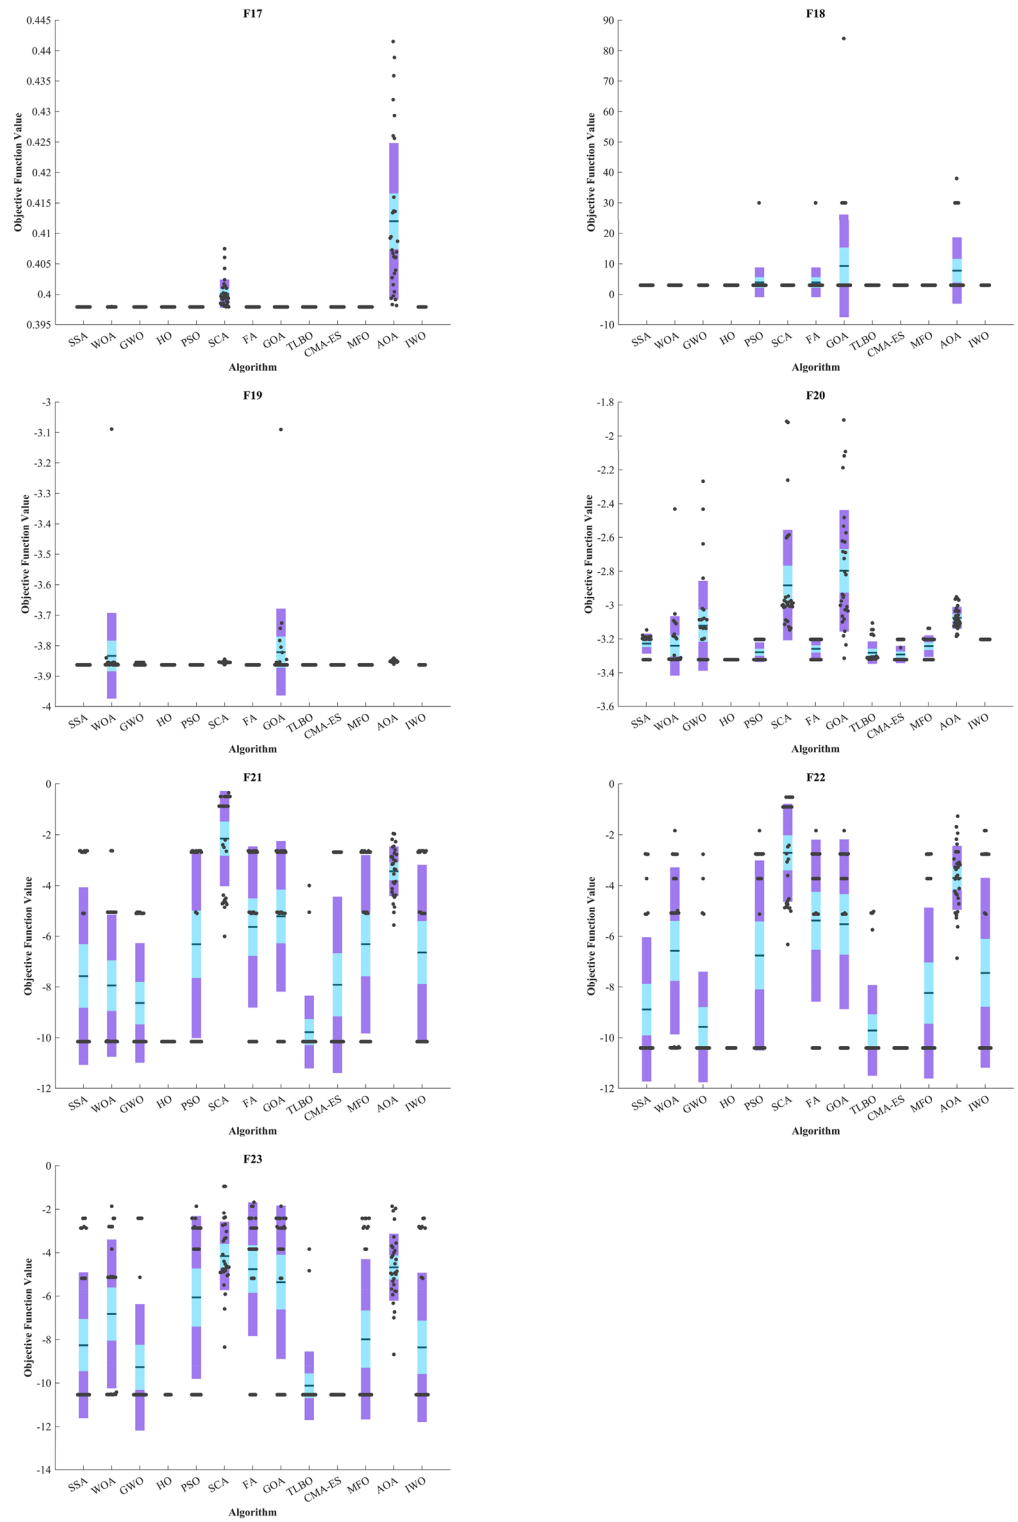 F17
Objective Function Value
0.445
0.44
0.435
0.43
0.425
0.42
0.415
0.41
0.405
0.4
0.395
SSA WOA GWO HO PSO SCA FA GOA TLBO CMA-ES MFO AOA IWO
Algorithm
F18
Objective Function Value
90
80
70
60
50
40
30
20
10
0
-10
SSA WOA GWO HO PSO SCA FA GOA TLBO CMA-ES MFO AOA IWO
Algorithm
F19
Objective Function Value
-3
-3.1
-3.2
-3.3
-3.4
-3.5
-3.6
-3.7
-3.8
-3.9
-4
SSA WOA GWO HO PSO SCA FA GOA TLBO CMA-ES MFO AOA IWO
Algorithm
F20
Objective Function Value
-1.8
-2
-2.2
-2.4
-2.6
-2.8
-3
-3.2
-3.4
-3.6
SSA WOA GWO HO PSO SCA FA GOA TLBO CMA-ES MFO AOA IWO
Algorithm
F21
Objective Function Value
0
-2
-4
-6
-8
-10
-12
SSA WOA GWO HO PSO SCA FA GOA TLBO CMA-ES MFO AOA IWO
Algorithm
F22
Objective Function Value
0
-2
-4
-6
-8
-10
-12
SSA WOA GWO HO PSO SCA FA GOA TLBO CMA-ES MFO AOA IWO
Algorithm
F23
Objective Function Value
0
-2
-4
-6
-8
-10
-12
-14
SSA WOA GWO HO PSO SCA FA GOA TLBO CMA-ES MFO AOA IWO
Algorithm